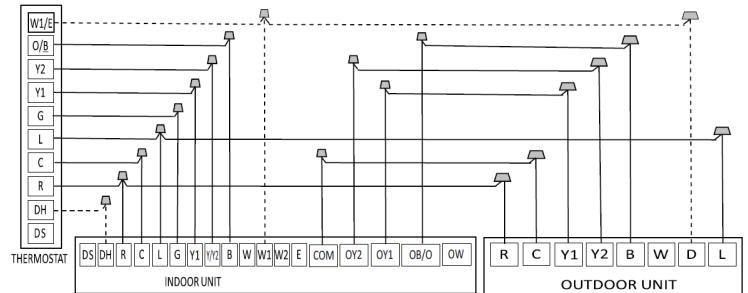 W1/E
O/B
Y2
Y1
G
L
C
R
DH
DS
THERMOSTAT
DS DH R C L G Y1 Y/Y2 B W W1 W2 E COM OY2 OY1 OB/O OW
INDOOR UNIT
R C Y1 Y2 B W D L
OUTDOOR UNIT